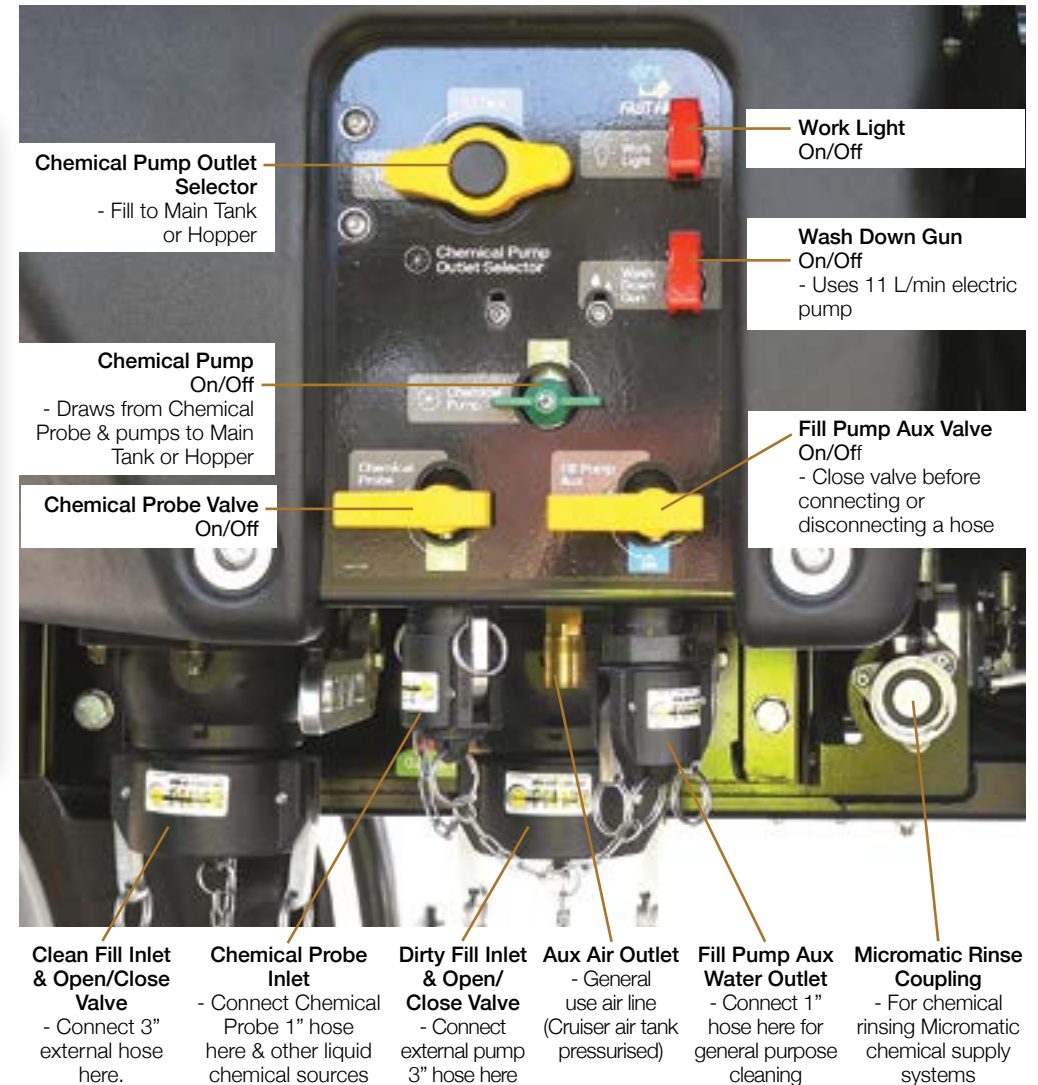 Chemical Pump Outlet
Selector
- Fill to Main Tank
or Hopper
Chemical Pump
On/Off
- Draws from Chemical
Probe & pumps to Main
Tank or Hopper
Chemical Probe Valve
On/Off
FAST FILL
Work
Light
Chemical Pump
Outlet Selector
Wash
Down
Gun
Chemical
Pump
Chemical
Probe
Fill Pump
Aux
Work Light
On/Off
Wash Down Gun
On/Off
- Uses 11 L/min electric
pump
Fill Pump Aux Valve
On/Off
- Close valve before
connecting or
disconnecting a hose
Clean Fill Inlet
& Open/Close
Valve
- Connect 3”
external hose
here.
Chemical Probe
Inlet
- Connect Chemical
Probe 1” hose
here & other liquid
chemical sources
Dirty Fill Inlet
& Open/
Close Valve
- Connect
external pump
3” hose here
Aux Air Outlet
- General
use air line
(Cruiser air tank
pressurised)
Fill Pump Aux
Water Outlet
- Connect 1”
hose here for
general purpose
cleaning
Micromatic Rinse
Coupling
- For chemical
rinsing Micromatic
chemical supply
systems